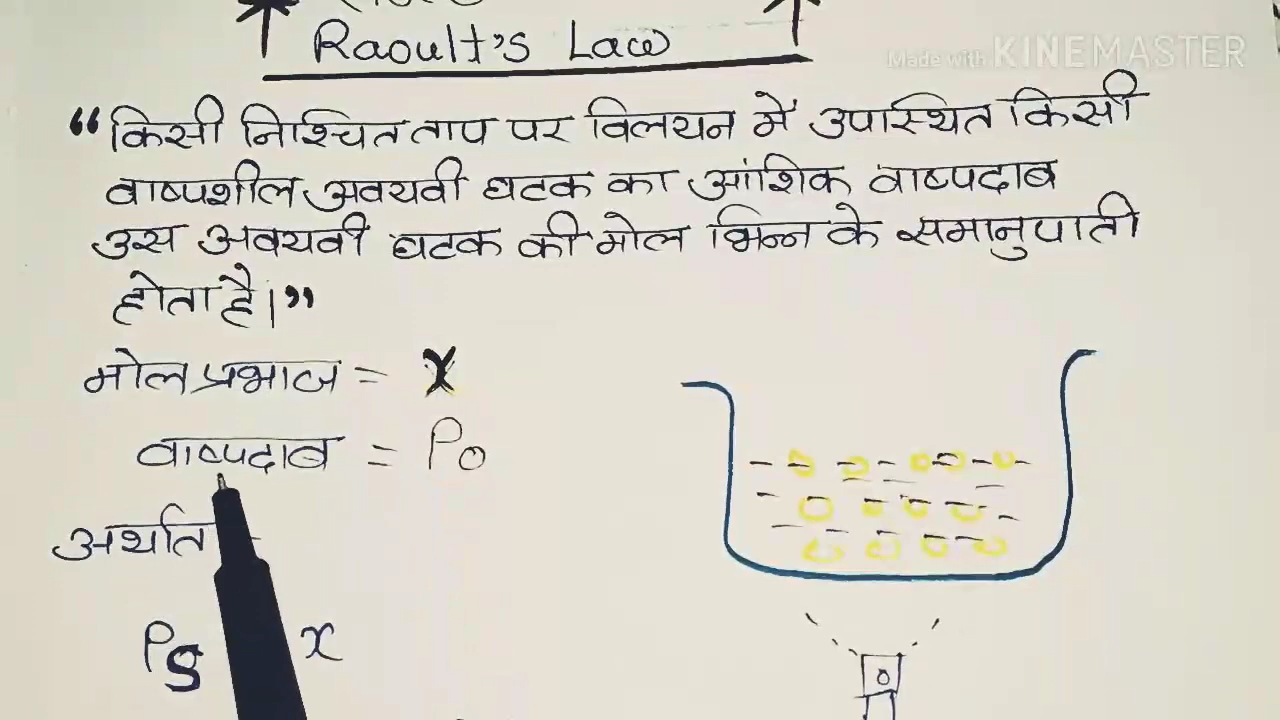 Raoult's Law
Made with KINEMASTER
“किसी निश्चित ताप पर विलयन में उपस्थित किसी
वाष्पशील अवयवी घटक का आंशिक वाष्पदाब
उस अवयवी घटक की मोल भिन्न के समानुपाती
होता है।”
मोल प्रभाज = x
वाष्पदाब = Po
अर्थात -
Ps x